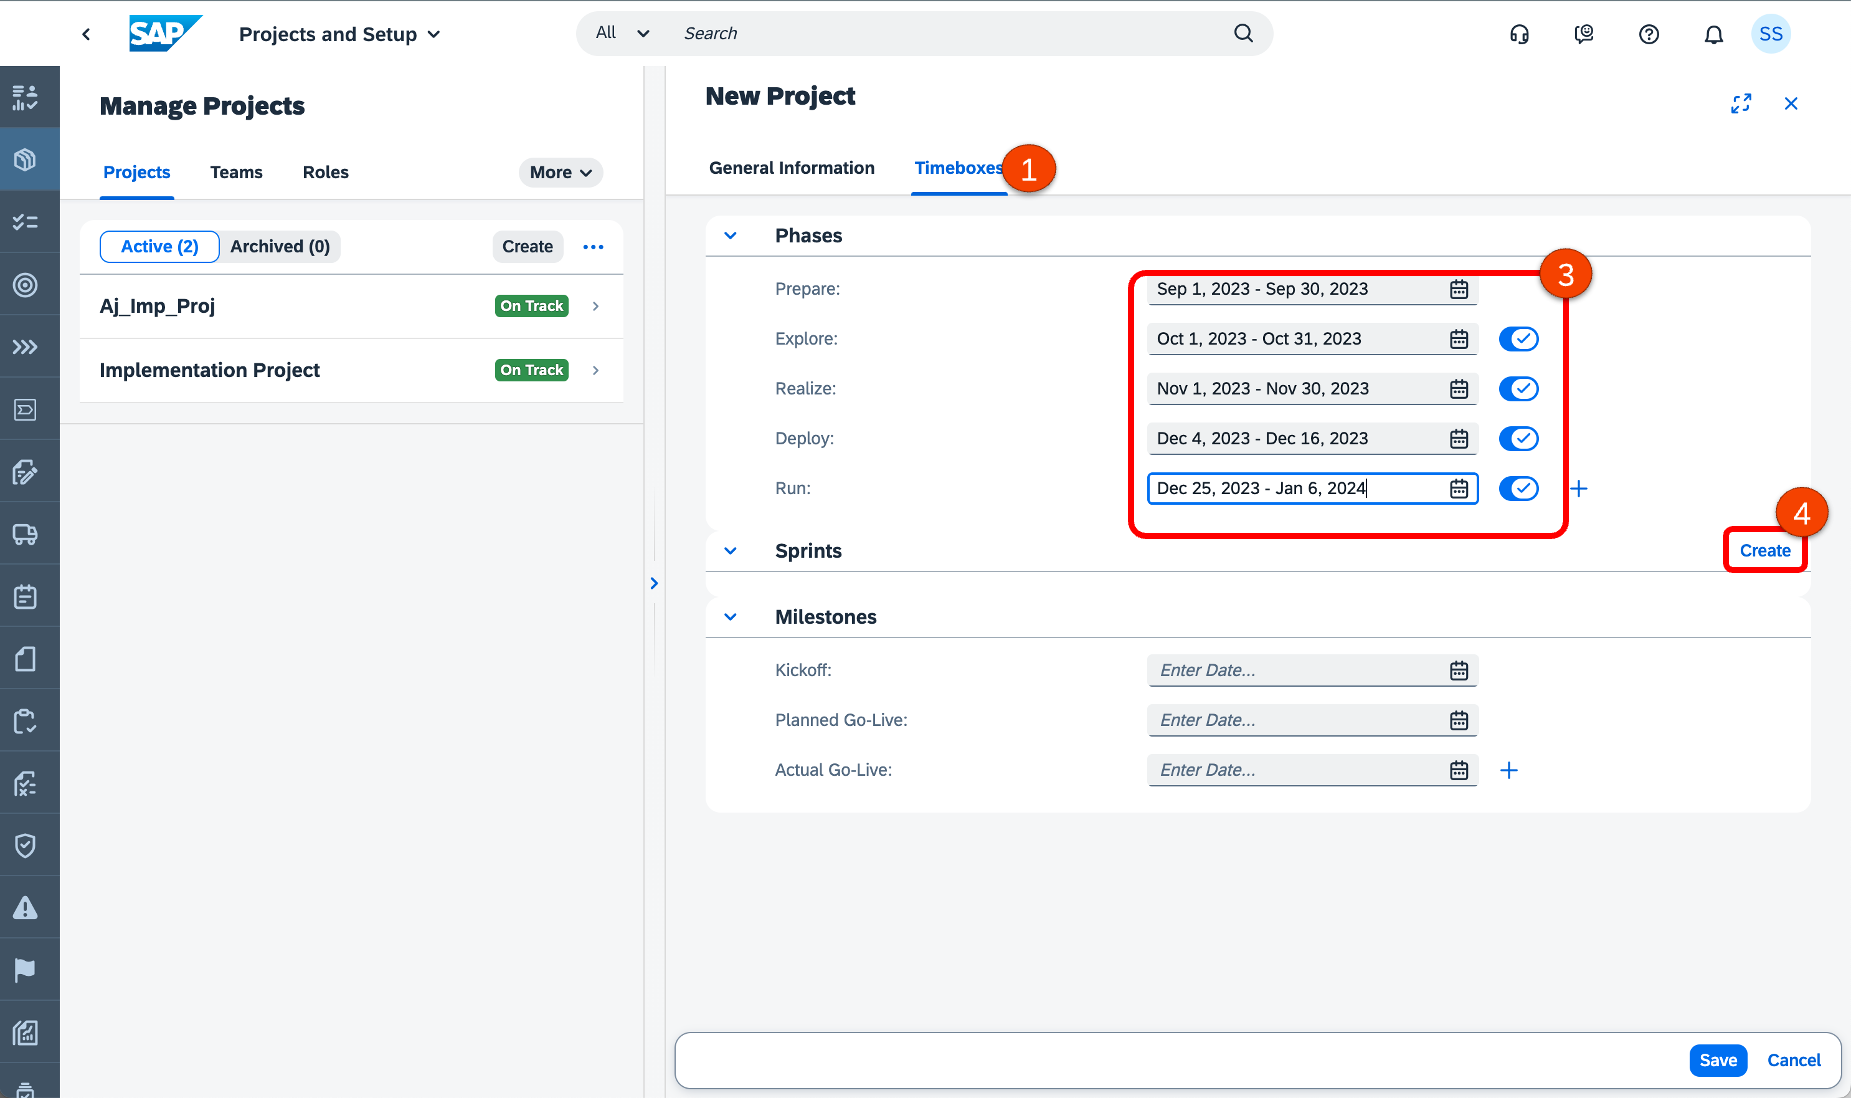 SAP
Projects and Setup
All
Search
SS
Manage Projects
Projects
Teams
Roles
More
Active (2)
Archived (0)
Create
Aj_Imp_Proj
On Track
Implementation Project
On Track
New Project
General Information
Timeboxes
1
Phases
3
Prepare:
Sep 1, 2023 - Sep 30, 2023
Explore:
Oct 1, 2023 - Oct 31, 2023
Realize:
Nov 1, 2023 - Nov 30, 2023
Deploy:
Dec 4, 2023 - Dec 16, 2023
Run:
Dec 25, 2023 - Jan 6, 2024
4
Sprints
Create
Milestones
Kickoff:
Enter Date...
Planned Go-Live:
Enter Date...
Actual Go-Live:
Enter Date...
Save
Cancel